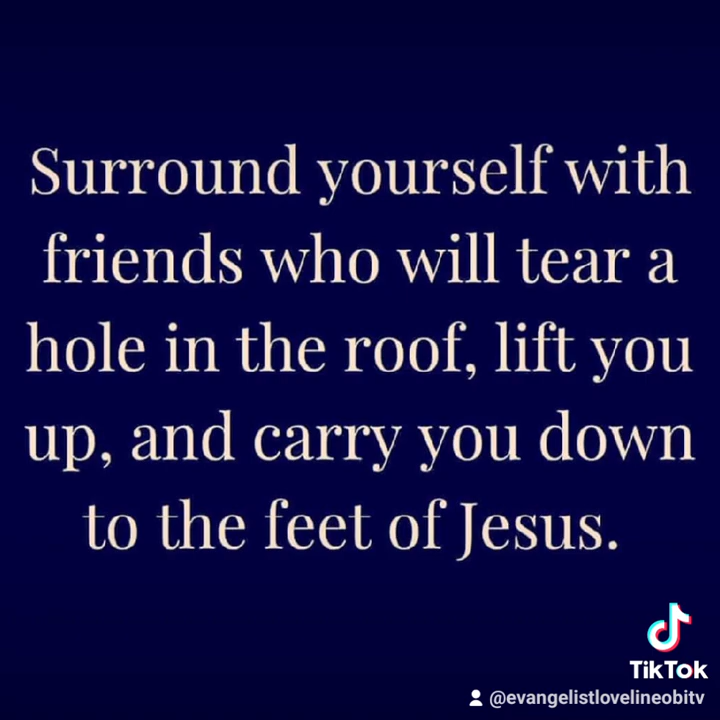 Surround yourself with
friends who will tear a
hole in the roof, lift you
up, and carry you down
to the feet of Jesus.
TikTok
@evangelistlovelineobitv